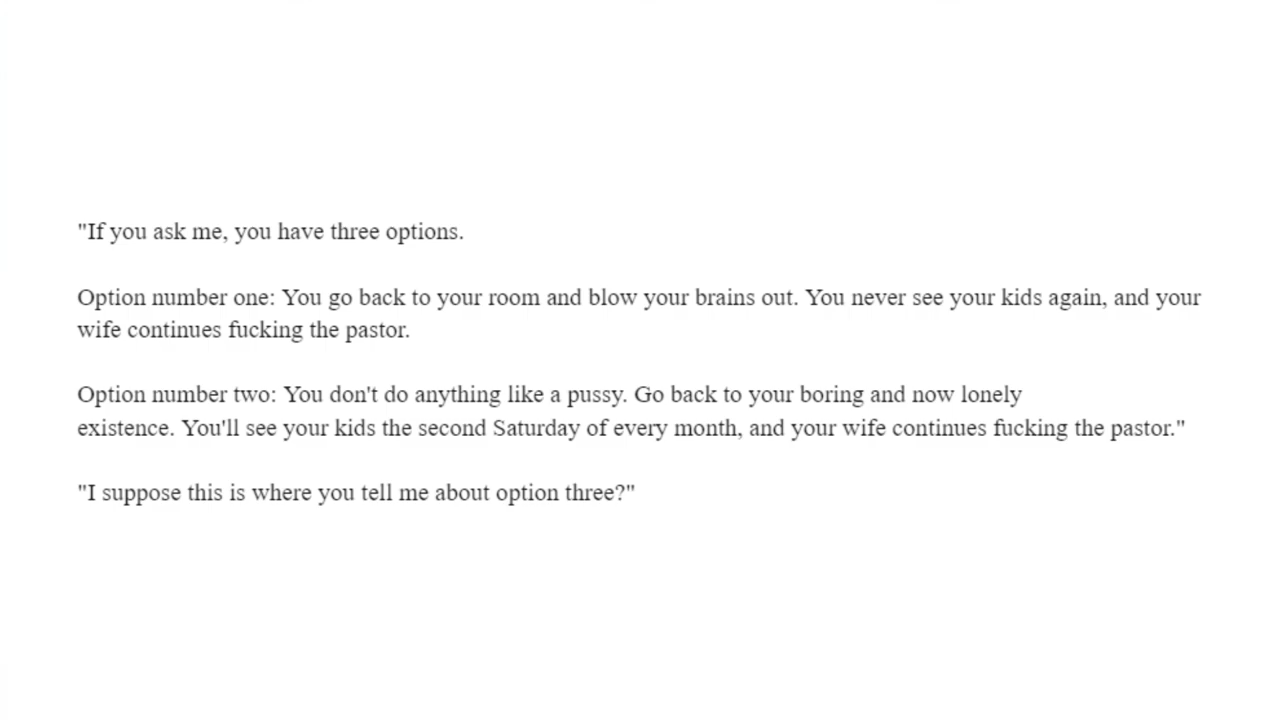 "If you ask me, you have three options.
Option number one: You go back to your room and blow your brains out. You never see your kids again, and your
wife continues fucking the pastor.
Option number two: You don't do anything like a pussy. Go back to your boring and now lonely
existence. You'll see your kids the second Saturday of every month, and your wife continues fucking the pastor."
"I suppose this is where you tell me about option three?"